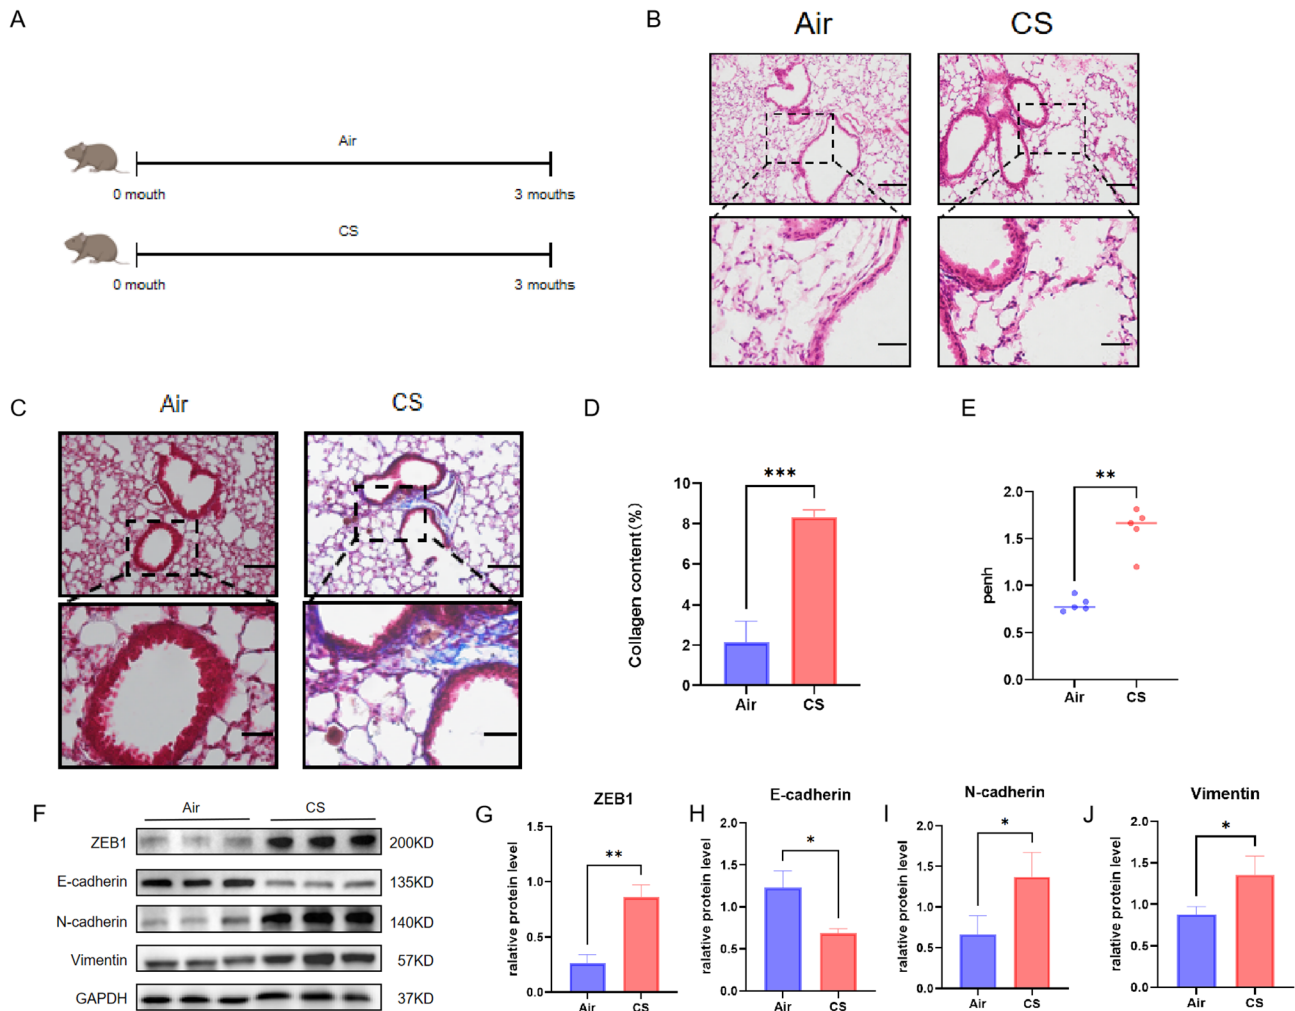 A
Air
0 mouth
3 mouths
CS
0 mouth
3 mouths
B
Air
CS
C
Air
CS
D
***
Collagen content(%)
10
8
6
4
2
0
Air
CS
E
**
penh
2.0
1.5
1.0
0.5
0.0
Air
CS
F
Air
CS
ZEB1
200KD
E-cadherin
135KD
N-cadherin
140KD
Vimentin
57KD
GAPDH
37KD
G
ZEB1
**
ralative protein level
1.5
1.0
0.5
0.0
Air
CS
H
E-cadherin
*
ralative protein level
2.0
1.5
1.0
0.5
0.0
Air
CS
I
N-cadherin
*
ralative protein level
2.0
1.5
1.0
0.5
0.0
Air
CS
J
Vimentin
*
ralative protein level
2.0
1.5
1.0
0.5
0.0
Air
CS